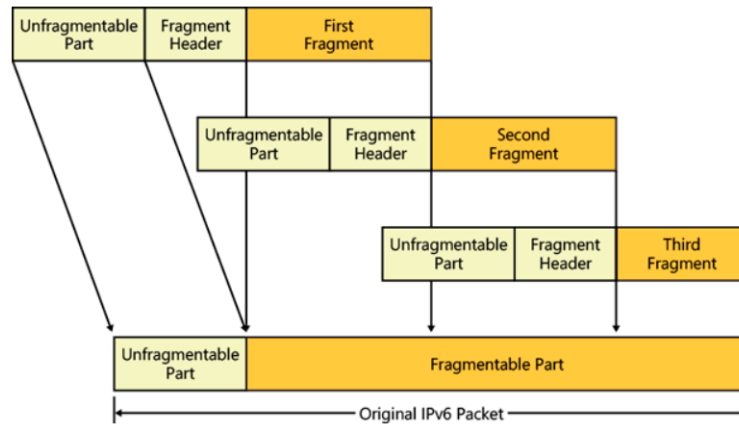 Unfragmentable
Part
Fragment
Header
First
Fragment
Unfragmentable
Part
Fragment
Header
Second
Fragment
Unfragmentable
Part
Fragment
Header
Third
Fragment
Unfragmentable
Part
Fragmentable Part
Original IPv6 Packet